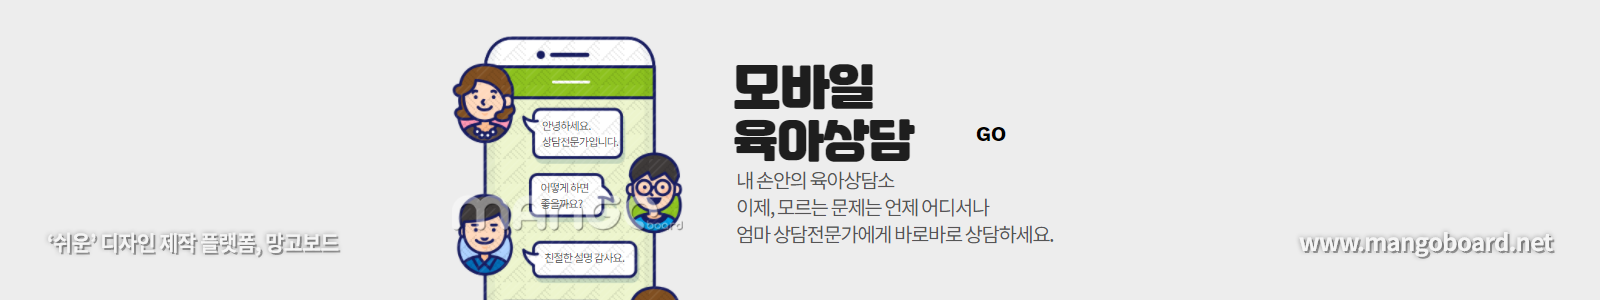 모바일
육아상담
GO
내 손안의 육아상담소
이제, 모르는 문제는 언제 어디서나
엄마 상담전문가에게 바로바로 상담하세요.
안녕하세요.
상담전문가입니다.
어떻게 하면
좋을까요?
친절한 설명 감사요.
mango board
‘쉬운’ 디자인 제작 플랫폼, 망고보드
www.mangoboard.net